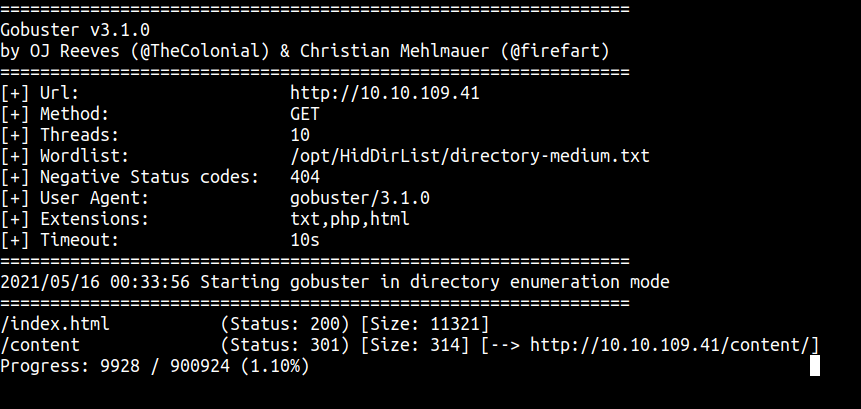 ===============================================================
Gobuster v3.1.0
by OJ Reeves (@TheColonial) & Christian Mehlmauer (@firefart)
===============================================================
[+] Url:                     http://10.10.109.41
[+] Method:                  GET
[+] Threads:                 10
[+] Wordlist:                /opt/HidDirList/directory-medium.txt
[+] Negative Status codes:   404
[+] User Agent:              gobuster/3.1.0
[+] Extensions:              txt,php,html
[+] Timeout:                 10s
===============================================================
2021/05/16 00:33:56 Starting gobuster in directory enumeration mode
===============================================================
/index.html           (Status: 200) [Size: 11321]
/content              (Status: 301) [Size: 314] [--> http://10.10.109.41/content/]
Progress: 9928 / 900924 (1.10%)